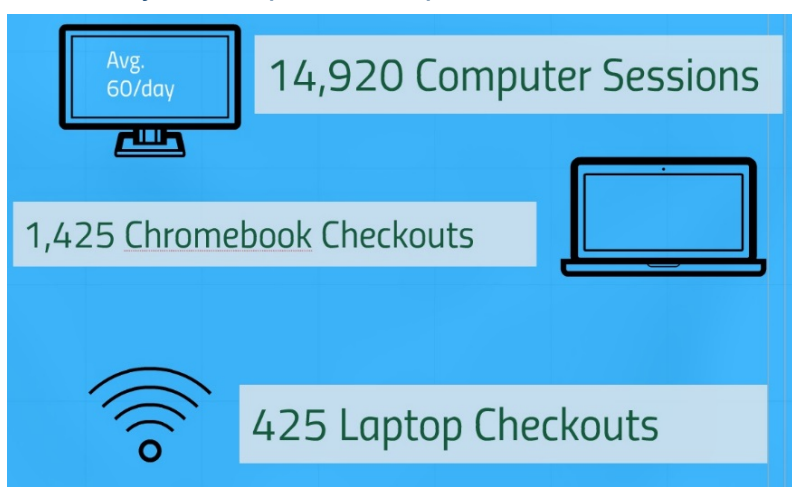 Avg.
60/day
14,920 Computer Sessions
1,425 Chromebook Checkouts
425 Laptop Checkouts